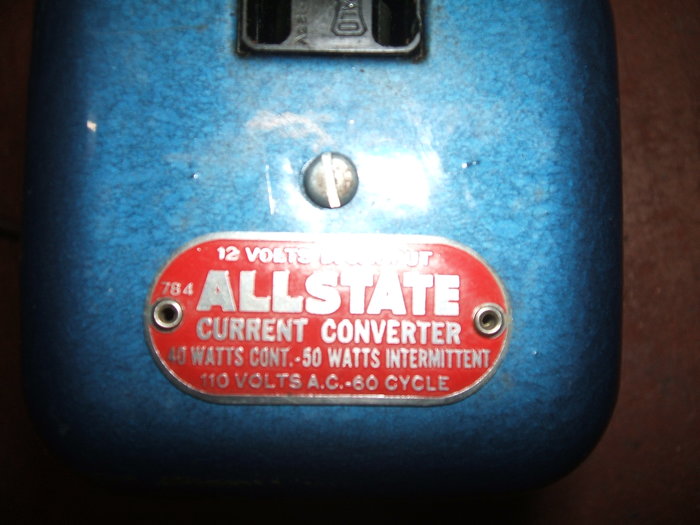 12 VOLTS
784
ALLSTATE
CURRENT CONVERTER
40 WATTS CONT.-50 WATTS INTERMITTENT
110 VOLTS A.C.-60 CYCLE